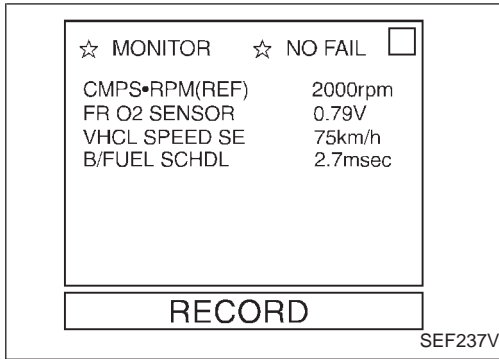 ☆ MONITOR ☆ NO FAIL
CMPS•RPM(REF) 2000rpm
FR O2 SENSOR 0.79V
VHCL SPEED SE 75km/h
B/FUEL SCHDL 2.7msec
RECORD
SEF237V